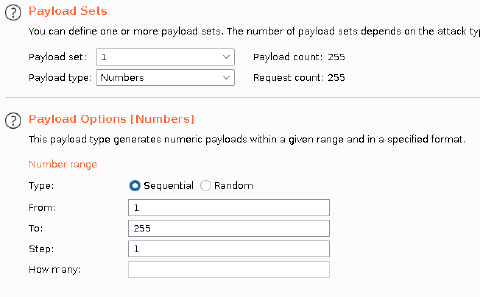 Payload Sets
You can define one or more payload sets. The number of payload sets depends on the attack
Payload set: 1 Payload count: 255
Payload type: Numbers Request count: 255
Payload Options [Numbers]
This payload type generates numeric payloads within a given range and in a specified format.
Number range
Type: Sequential Random
From: 1
To: 255
Step: 1
How many: